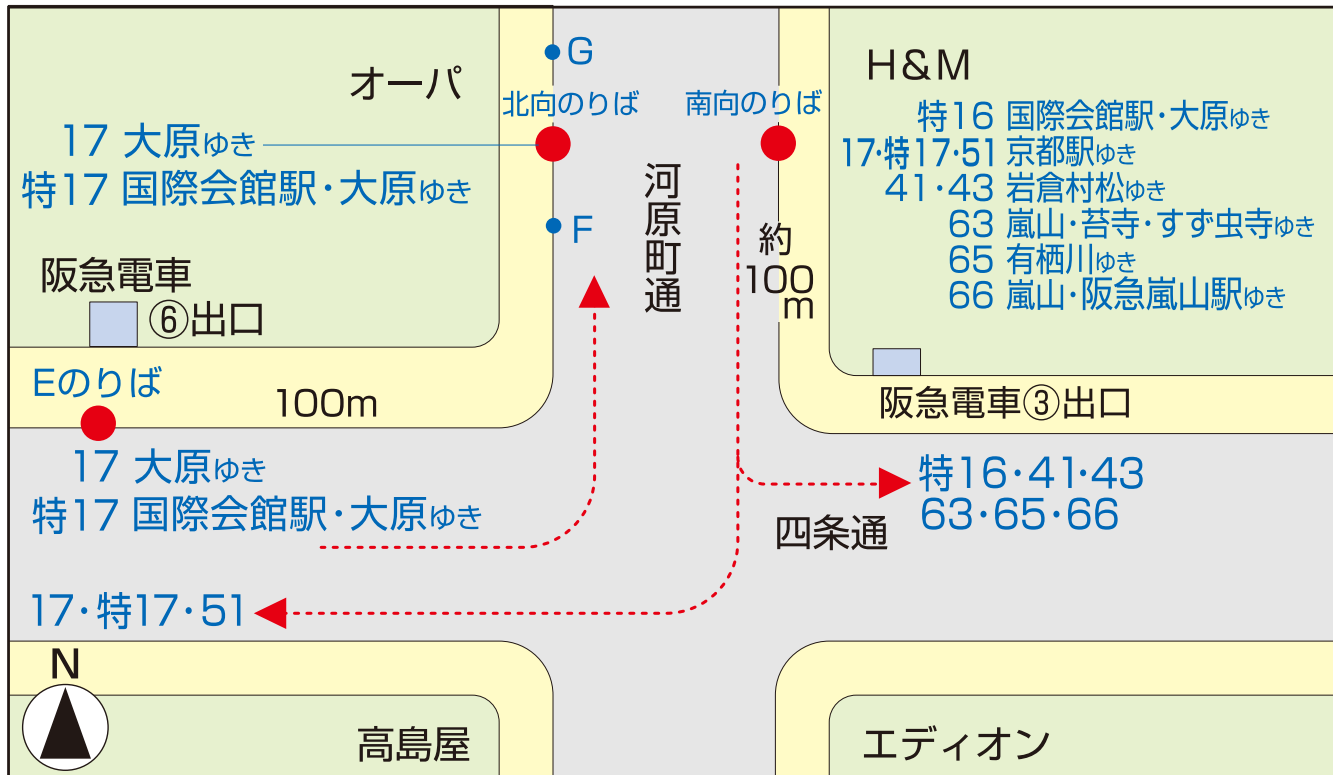 G
オーパ
北向のりば
17 大原ゆき
特17 国際会館駅・大原ゆき
F
阪急電車
⑥出口
Eのりば
100m
17 大原ゆき
特17 国際会館駅・大原ゆき
17・特17・51
N
高島屋
河原町通
南向のりば
約
100
m
H&M
特16 国際会館駅・大原ゆき
17・特17・51 京都駅ゆき
41・43 岩倉村松ゆき
63 嵐山・苔寺・すず虫寺ゆき
65 有栖川ゆき
66 嵐山・阪急嵐山駅ゆき
阪急電車③出口
特16・41・43
63・65・66
四条通
エディオン